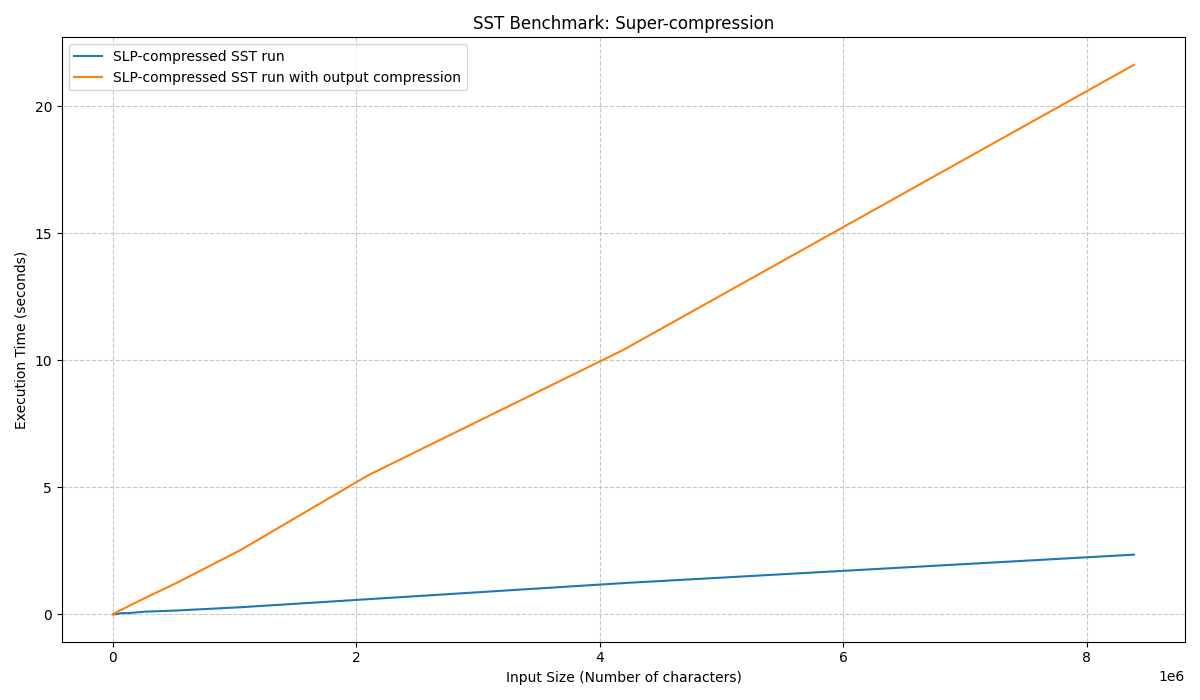 SST Benchmark: Super-compression
SLP-compressed SST run
SLP-compressed SST run with output compression
Execution Time (seconds)
20
15
10
5
0
0 2 4 6 8
1e6
Input Size (Number of characters)